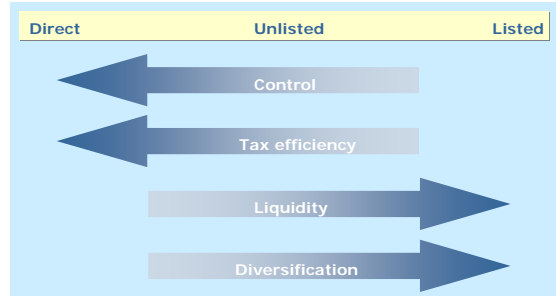 Direct Unlisted Listed
Control
Tax efficiency
Liquidity
Diversification